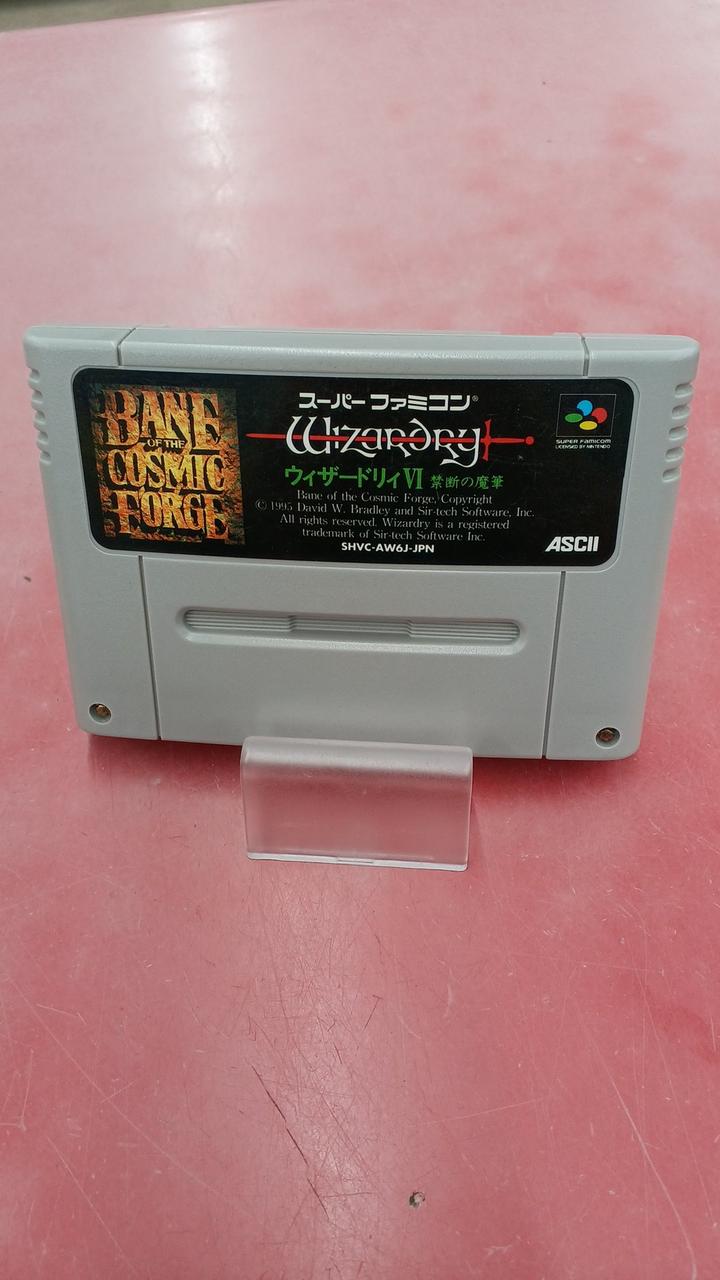 BANE
OF THE
COSMIC
FORGE
スーパーファミコン®
Wizardry
ウィザードリィVI 禁断の魔筆
Bane of the Cosmic Forge, Copyright
© 1995 David W. Bradley and Sir-tech Software, Inc.
All rights reserved. Wizardry is a registered
trademark of Sir-tech Software Inc.
SHVC-AW6J-JPN
SUPER FAMICOM
LICENSED BY NINTENDO
ASCII